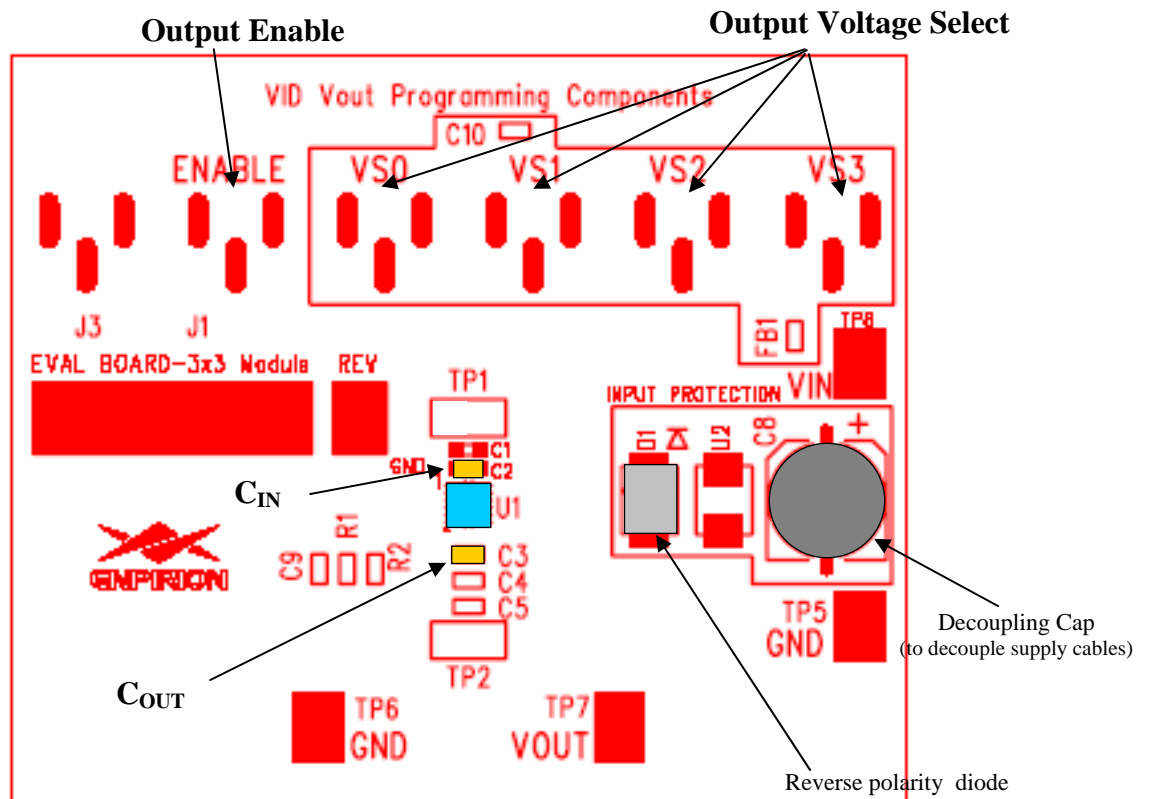 Output Enable
Output Voltage Select
VID Vout Programming Components
C10
ENABLE
VS0
VS1
VS2
VS3
J3
J1
FB1
TP8
EVAL BOARD-3x3 Module
REV
TP1
INPUT PROTECTION
VIN
D1
U2
C8
+
C1
GND
C2
CIN
1
U1
C9
R1
R2
C3
C4
C5
ENPIRION
TP5
GND
Decoupling Cap
(to decouple supply cables)
TP2
COUT
TP6
GND
TP7
VOUT
Reverse polarity diode